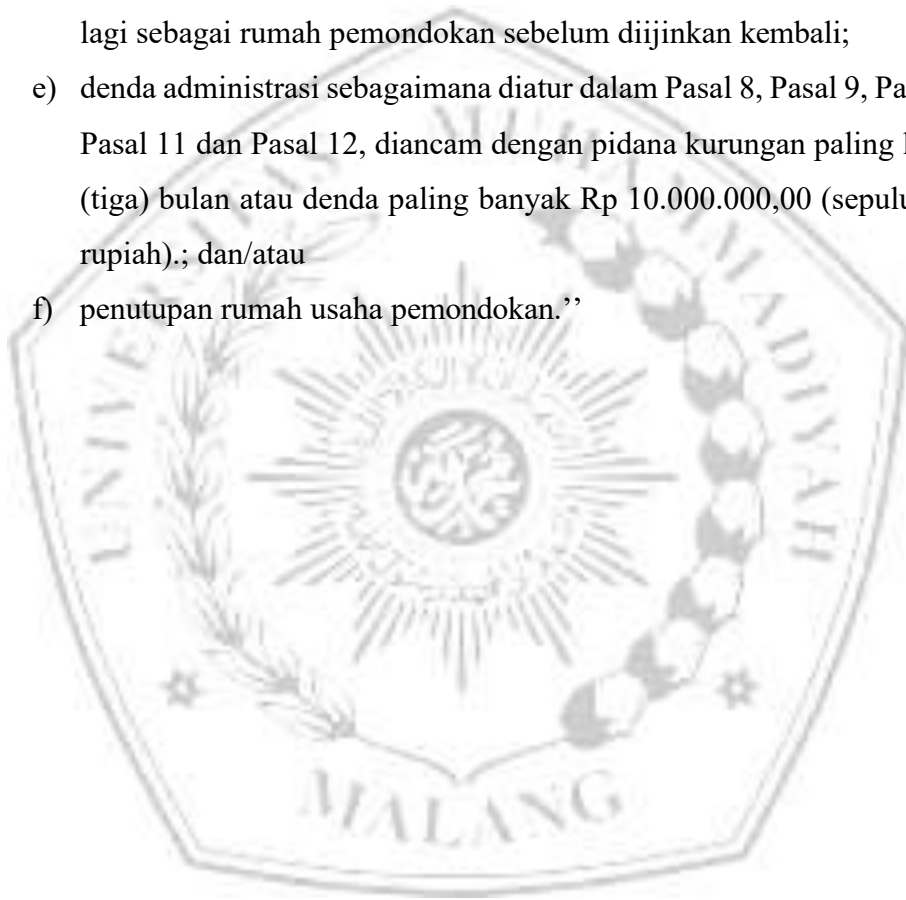 lagi sebagai rumah pemondokan sebelum diijinkan kembali;
e) denda administrasi sebagaimana diatur dalam Pasal 8, Pasal 9,
Pasal 11 dan Pasal 12, diancam dengan pidana kurungan paling
(tiga) bulan atau denda paling banyak Rp 10.000.000,00
rupiah).; dan/atau
f) penutupan rumah usaha pemondokan.’’
UNIVERSITAS MUHAMMADIYAH
MALANG